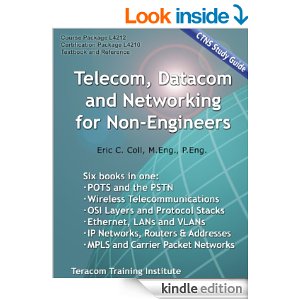 Look inside
Course Package L4212
Certification Package L4210
Textbook and Reference
CTNS Study Guide
Telecom, Datacom
and Networking
for Non-Engineers
Eric C. Coll, M.Eng., P.Eng.
Six books in one:
• POTS and the PSTN
• Wireless Telecommunications
• OSI Layers and Protocol Stacks
• Ethernet, LANs and VLANs
• IP Networks, Routers & Addresses
• MPLS and Carrier Packet Networks
Teracom Training Institute
kindle edition